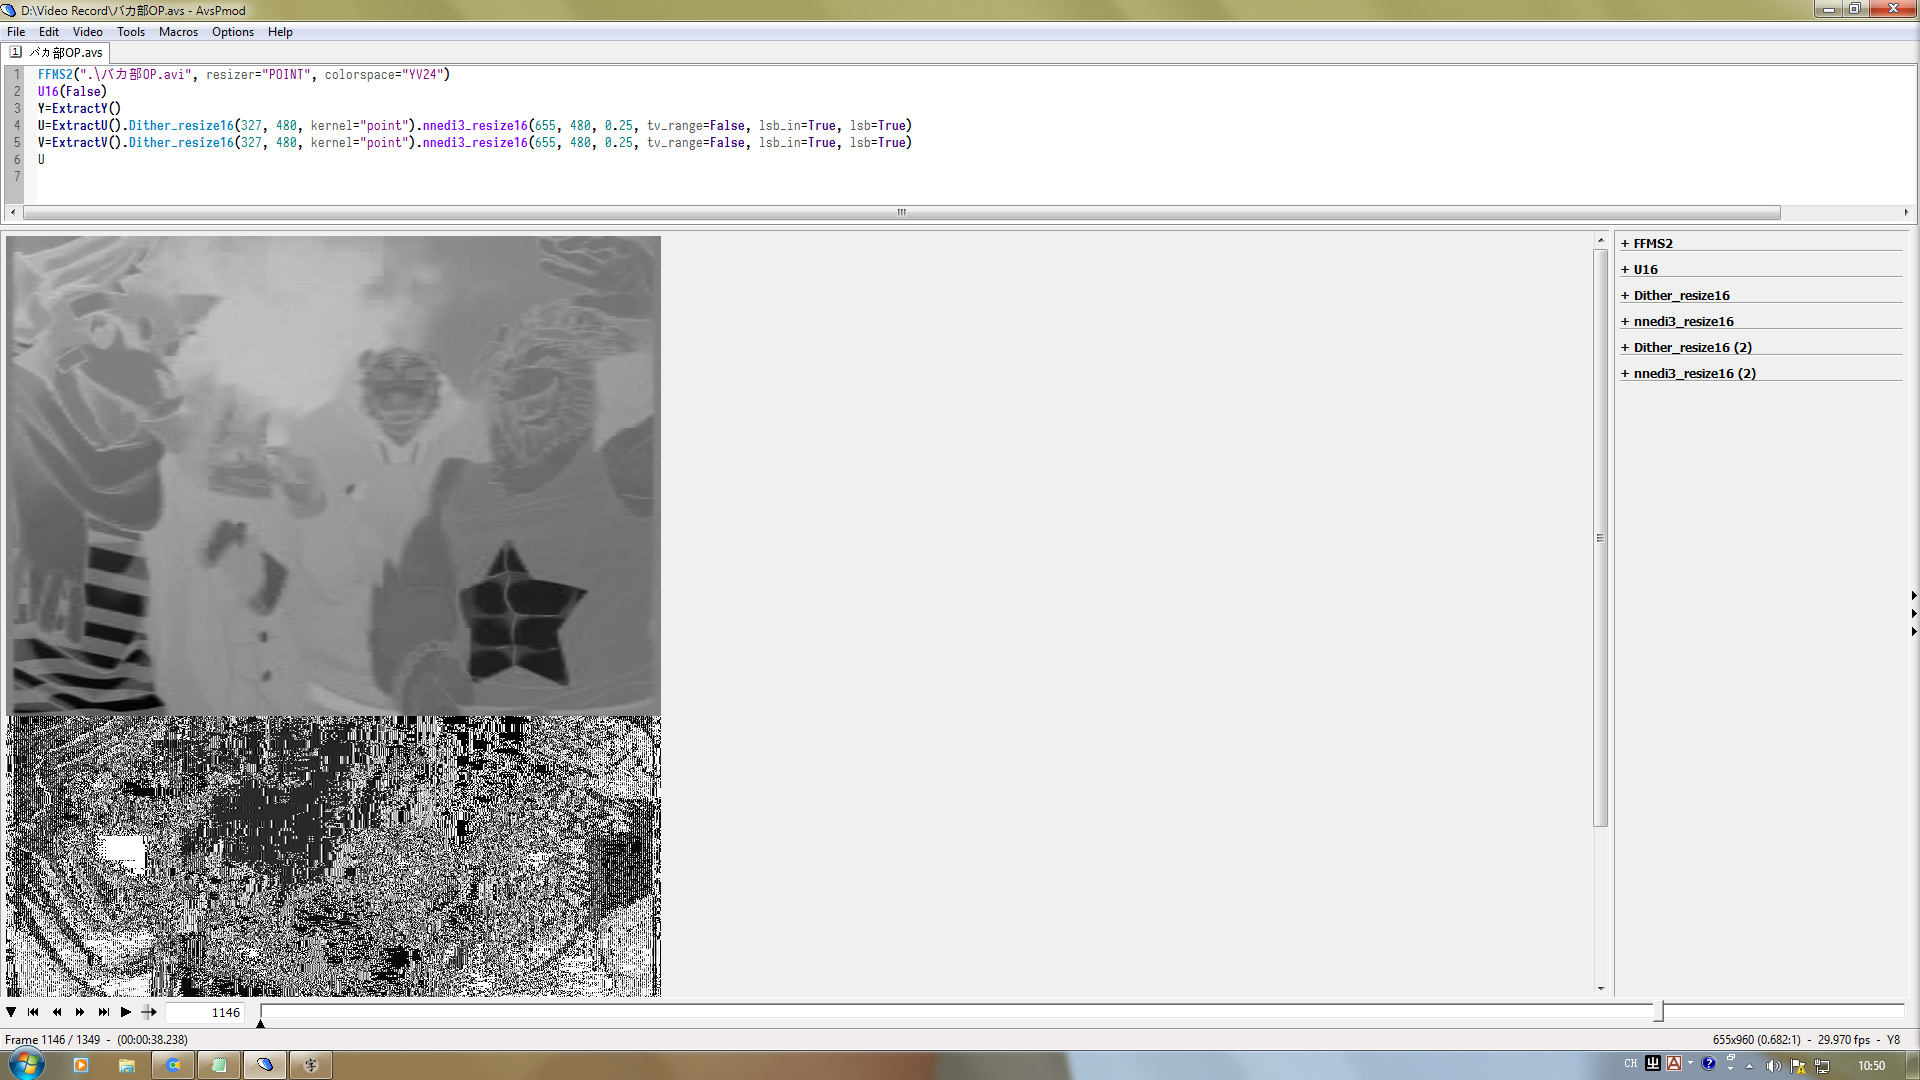 D:\Video Record\バカ部OP.avs - AvsPmod
File Edit Video Tools Macros Options Help
1 バカ部OP.avs
1 FFMS2(".\バカ部OP.avi", resizer="POINT", colorspace="YV24")
2 U16(False)
3 Y=ExtractY()
4 U=ExtractU().Dither_resize16(327, 480, kernel="point").nnedi3_resize16(655, 480, 0.25, tv_range=False, lsb_in=True, lsb=True)
5 V=ExtractV().Dither_resize16(327, 480, kernel="point").nnedi3_resize16(655, 480, 0.25, tv_range=False, lsb_in=True, lsb=True)
6 U
7
+ FFMS2
+ U16
+ Dither_resize16
+ nnedi3_resize16
+ Dither_resize16 (2)
+ nnedi3_resize16 (2)
1146
Frame 1146 / 1349 - (00:00:38.238)
655x960 (0.682:1) - 29.970 fps - Y8
字
CH
A
?
10:50